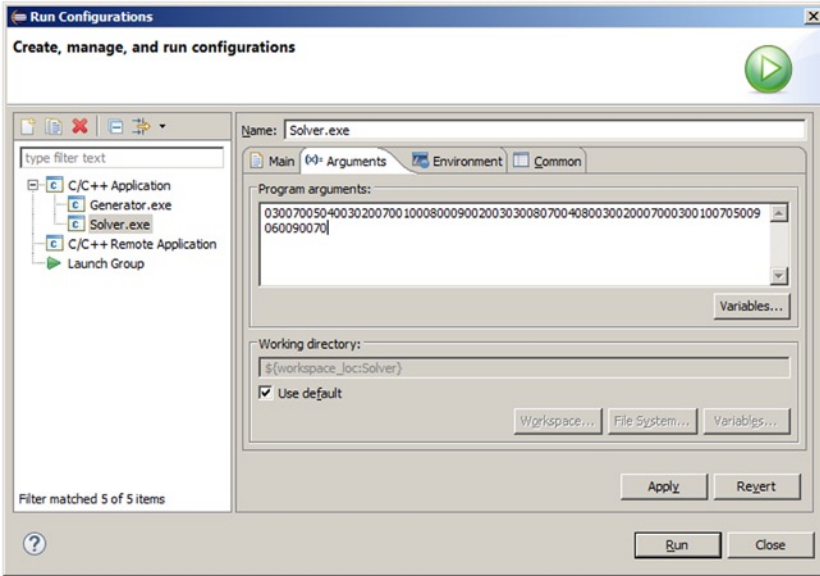 Run Configurations
Create, manage, and run configurations
type filter text
C/C++ Application
Generator.exe
Solver.exe
C/C++ Remote Application
Launch Group
Filter matched 5 of 5 items
Name: Solver.exe
Main (x)= Arguments Environment Common
Program arguments:
030070050400302007001000800090020030300807004080030020007000300100705009
060090070
Variables...
Working directory:
${workspace_loc:Solver}
Use default
Workspace... File System... Variables...
Apply Revert
Run Close